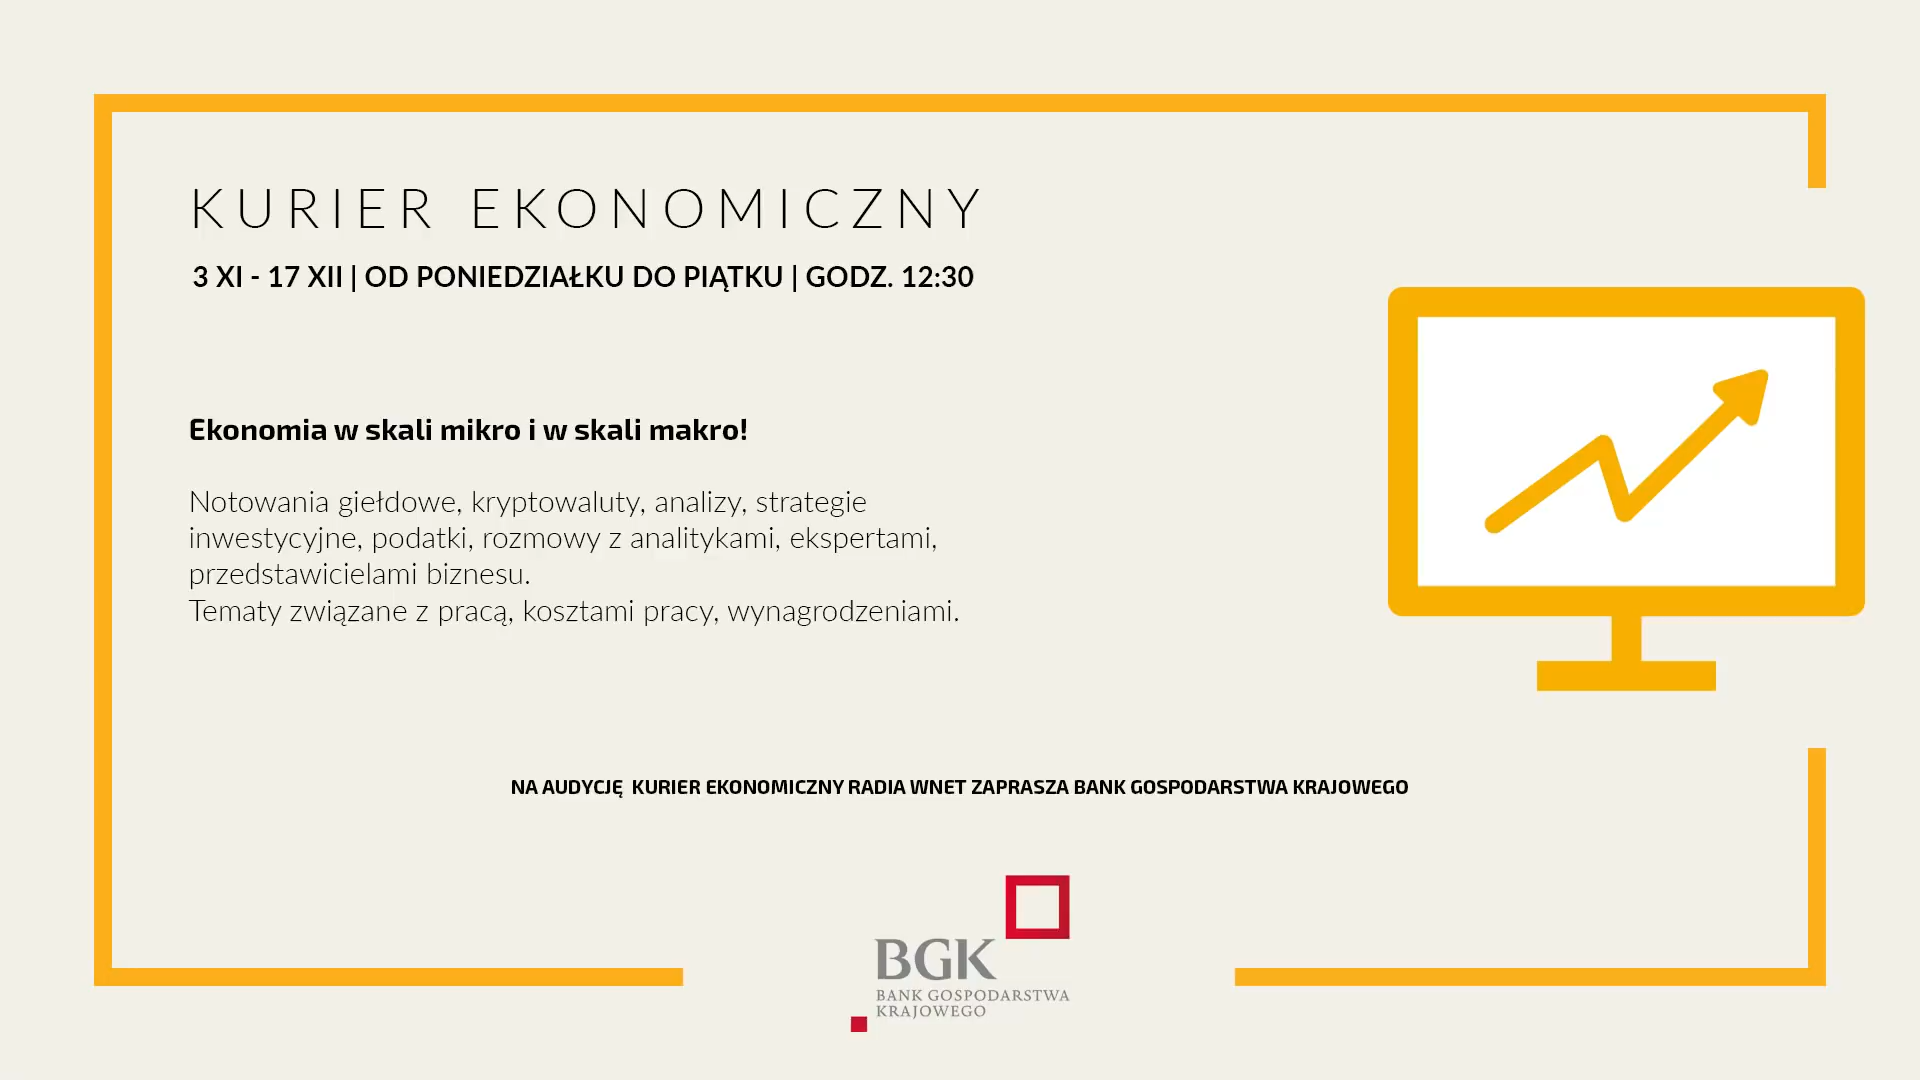 KURIER EKONOMICZNY
3 XI - 17 XII | OD PONIEDZIAŁKU DO PIĄTKU | GODZ. 12:30
Ekonomia w skali mikro i w skali makro!
Notowania giełdowe, kryptowaluty, analizy, strategie
inwestycyjne, podatki, rozmowy z analitykami, ekspertami,
przedstawicielami biznesu.
Tematy związane z pracą, kosztami pracy, wynagrodzeniami.
NA AUDYCJĘ KURIER EKONOMICZNY RADIA WNET ZAPRASZA BANK GOSPODARSTWA KRAJOWEGO
BGK
BANK GOSPODARSTWA
KRAJOWEGO